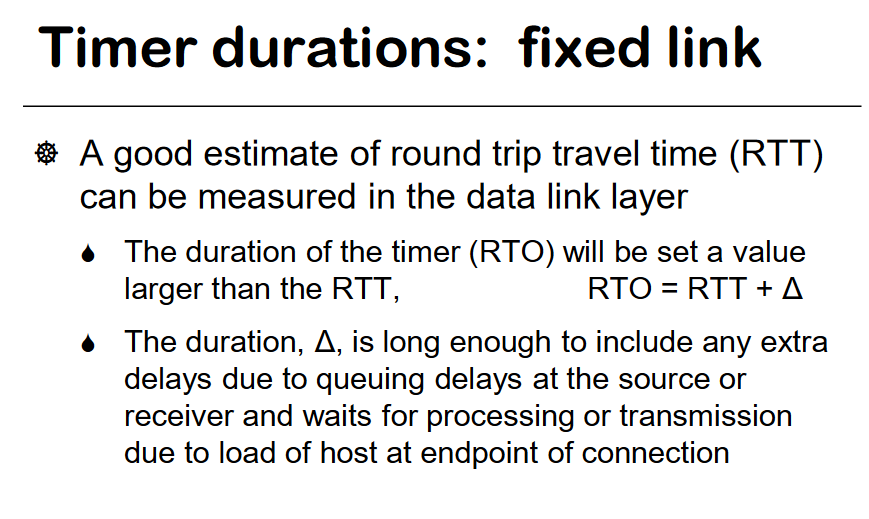 Timer durations:  fixed link
A good estimate of round trip travel time (RTT)
can be measured in the data link layer
The duration of the timer (RTO) will be set a value
larger than the RTT, RTO = RTT + Δ
The duration, Δ, is long enough to include any extra
delays due to queuing delays at the source or
receiver and waits for processing or transmission
due to load of host at endpoint of connection